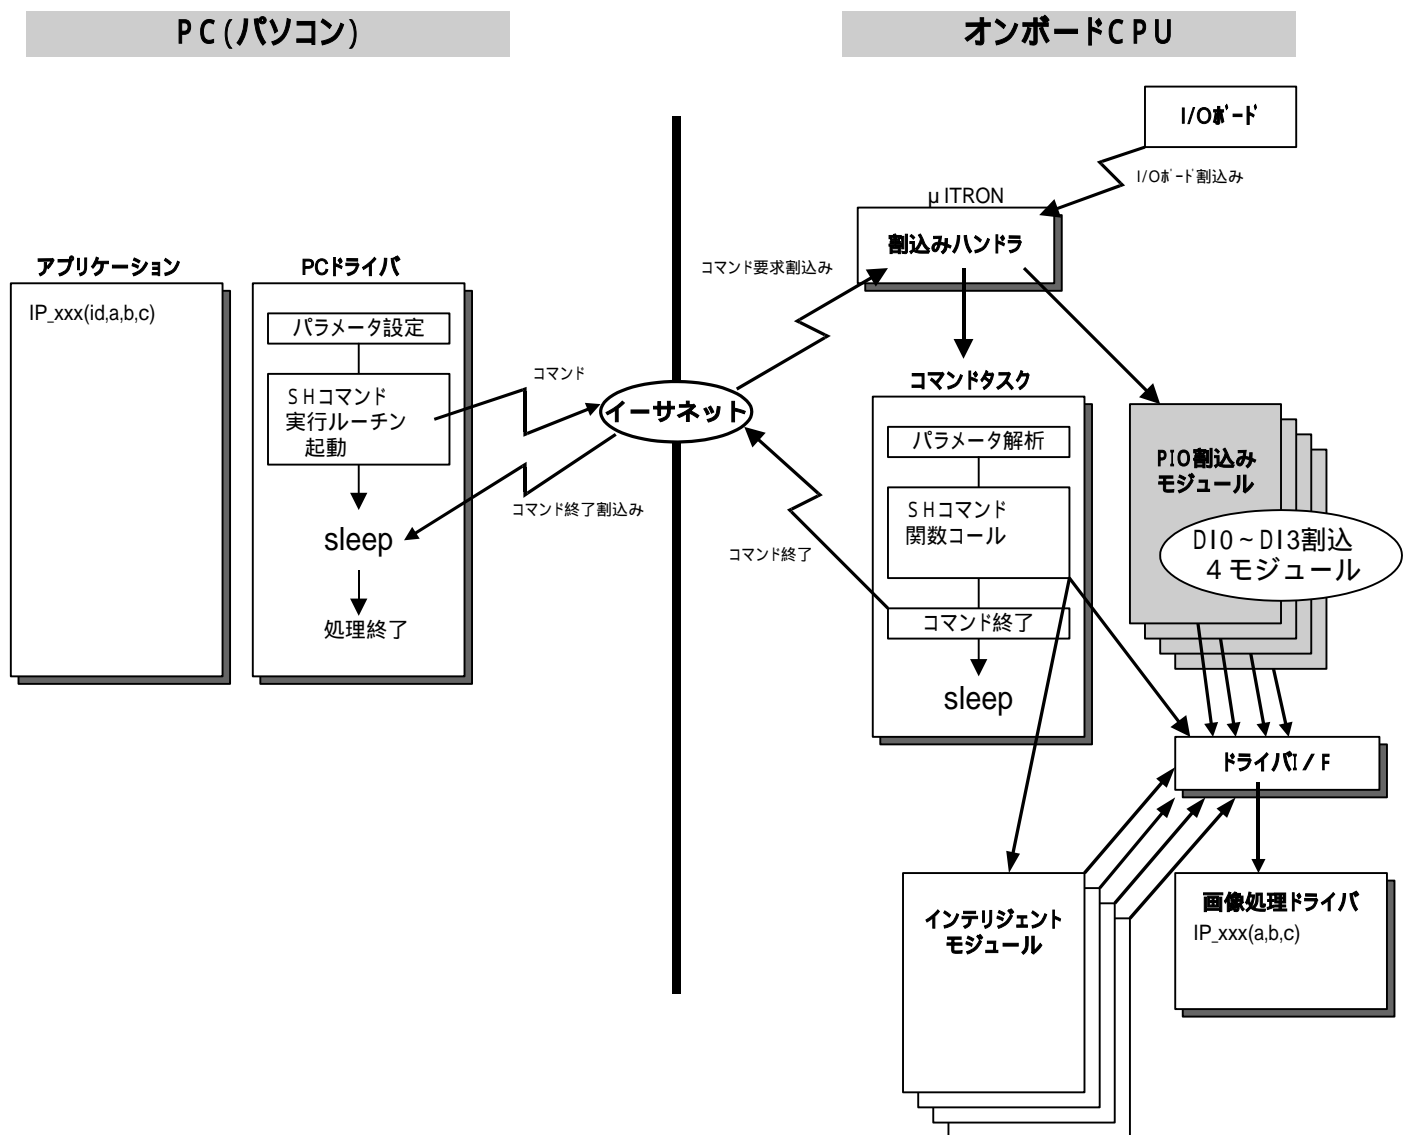 PC(パソコン)
オンボードCPU
I/Oボード
I/Oボード割込み
μITRON
割込みハンドラ
コマンド要求割込み
アプリケーション
IP_xxx(id,a,b,c)
PCドライバ
パラメータ設定
SHコマンド
実行ルーチン
起動
sleep
処理終了
コマンド
イーサネット
コマンド終了割込み
コマンド終了
コマンドタスク
パラメータ解析
SHコマンド
関数コール
コマンド終了
sleep
PIO割込み
モジュール
DI0~DI3割込
4モジュール
ドライバI/F
インテリジェント
モジュール
画像処理ドライバ
IP_xxx(a,b,c)